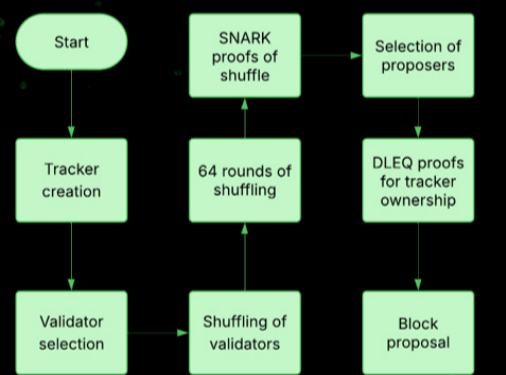 Start
Tracker
creation
Validator
selection
Shuffling of
validators
64 rounds of
shuffling
SNARK
proofs of
shuffle
Selection of
proposers
DLEQ proofs
for tracker
ownership
Block
proposal